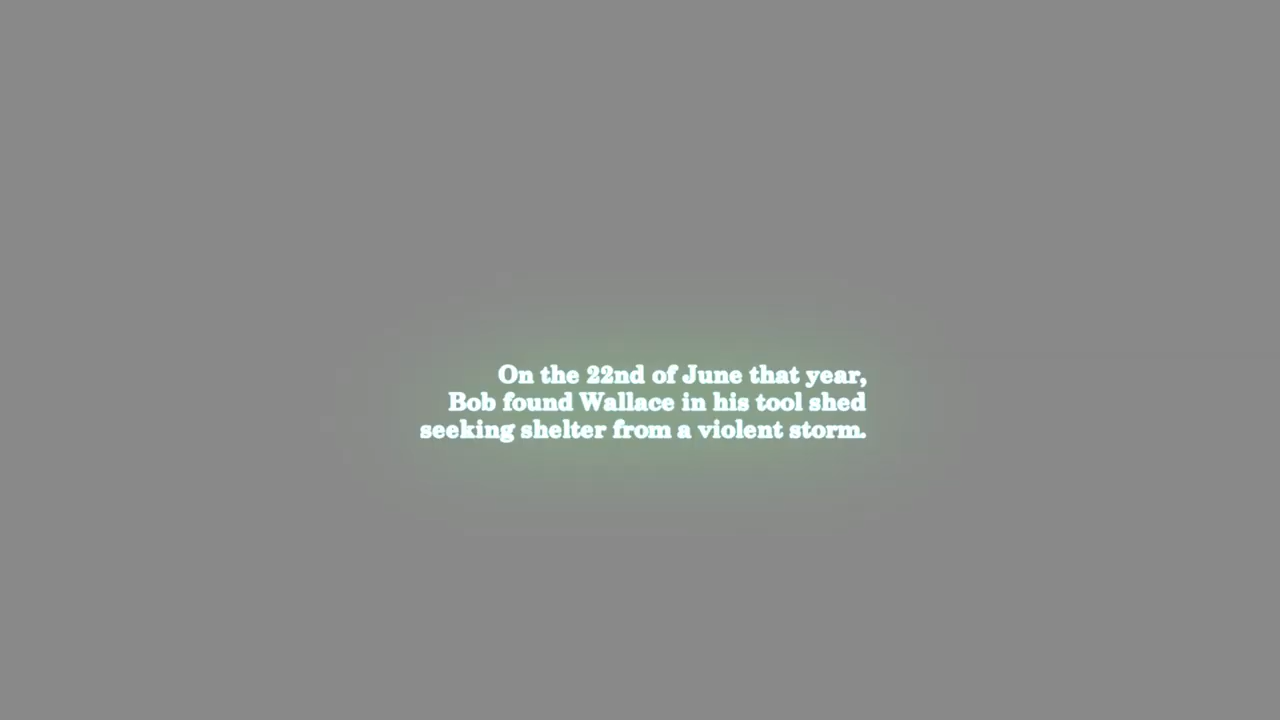 On the 22nd of June that year,
Bob found Wallace in his tool shed
seeking shelter from a violent storm.